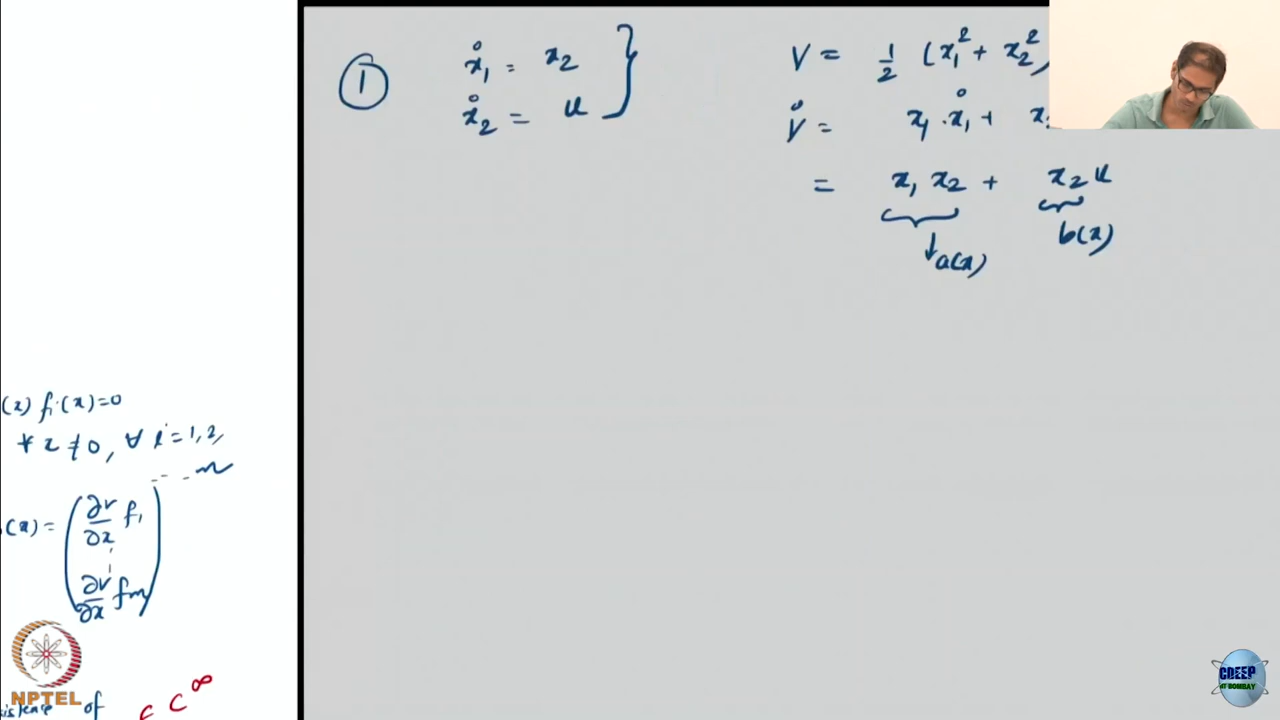 ① ẋ₁ = x₂
ẋ₂ = u
V = 1/2 (x₁² + x₂²)
V̇ = x₁ · ẋ₁ +
= x₁ x₂ + x₂ u
a(x)
b(x)
(x) fᵢ(x) = 0
∀ x ≠ 0, ∀ i = 1, 2,
... m
(x) = ( ∂V/∂x f₁
⋮
∂V/∂x fm )
of C^∞
NPTEL
CDEEP
IIT BOMBAY